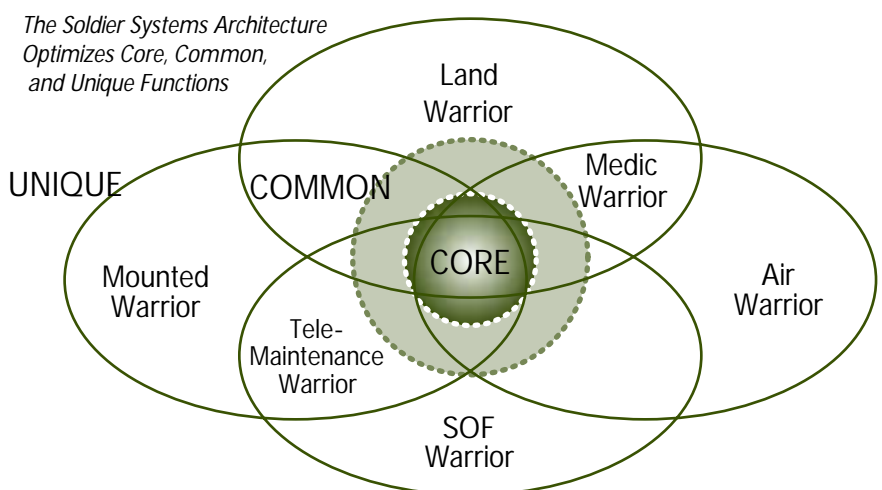 The Soldier Systems Architecture
Optimizes Core, Common,
and Unique Functions
Land
Warrior
UNIQUE
COMMON
Medic
Warrior
CORE
Mounted
Warrior
Air
Warrior
Tele-
Maintenance
Warrior
SOF
Warrior